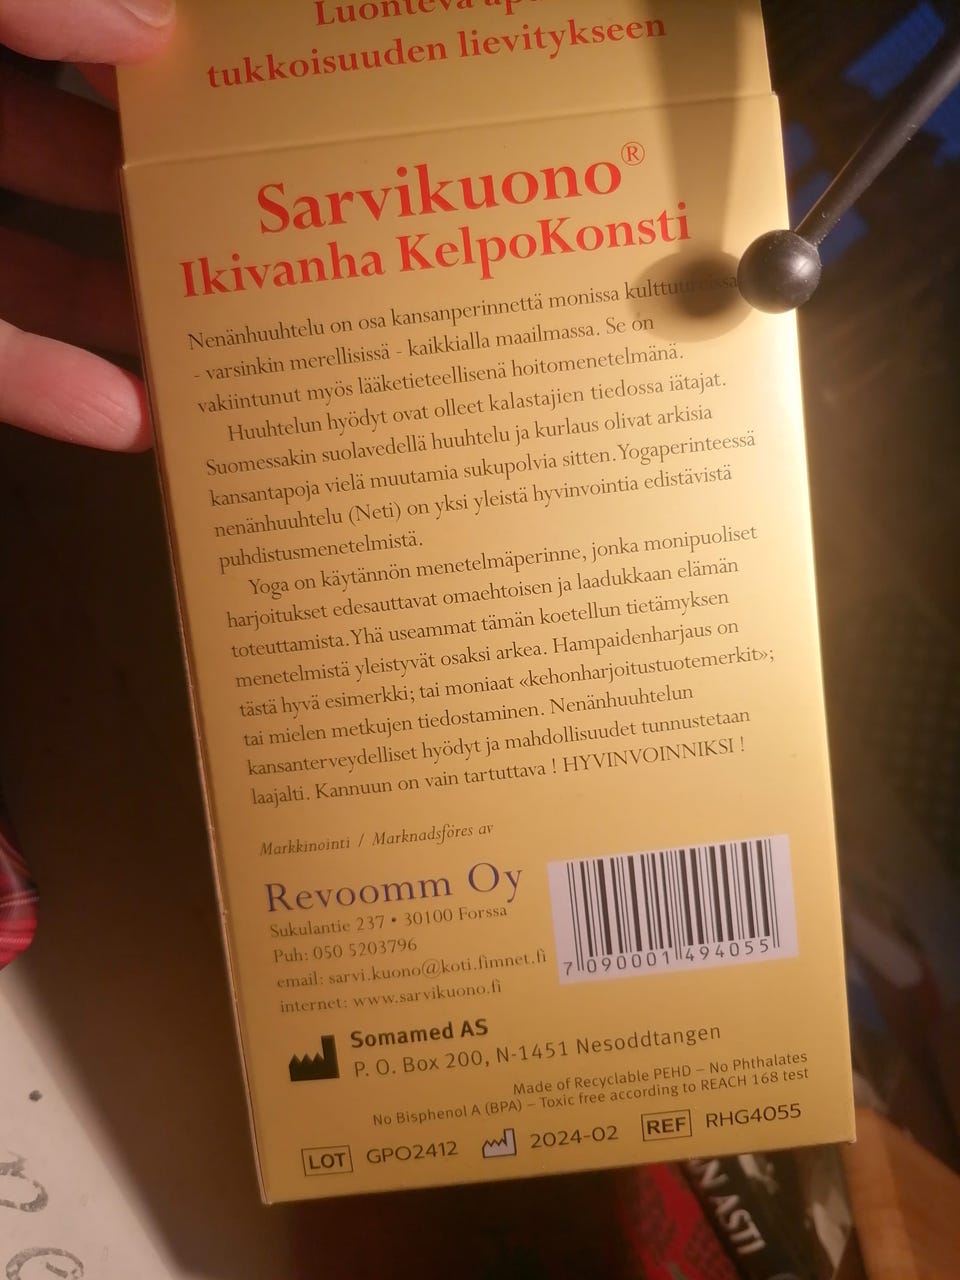 Luonteva
tukkoisuuden lievitykseen
Sarvikuono®
Ikivanha KelpoKonsti
Nenänhuuhtelu on osa kansanperinnettä monissa kulttuureissa
- varsinkin merellisissä - kaikkialla maailmassa. Se on
vakiintunut myös lääketieteellisenä hoitomenetelmänä.
Huuhtelun hyödyt ovat olleet kalastajien tiedossa iätajat.
Suomessakin suolavedellä huuhtelu ja kurlaus olivat arkisia
kansantapoja vielä muutamia sukupolvia sitten.Yogaperinteessä
nenänhuuhtelu (Neti) on yksi yleistä hyvinvointia edistävistä
puhdistusmenetelmistä.
Yoga on käytännön menetelmäperinne, jonka monipuoliset
harjoitukset edesauttavat omaehtoisen ja laadukkaan elämän
toteuttamista.Yhä useammat tämän koetellun tietämyksen
menetelmistä yleistyvät osaksi arkea. Hampaidenharjaus on
tästä hyvä esimerkki; tai moniaat «kehonharjoitustuotemerkit»;
tai mielen metkujen tiedostaminen. Nenänhuuhtelun
kansanterveydelliset hyödyt ja mahdollisuudet tunnustetaan
laajalti. Kannuun on vain tartuttava ! HYVINVOINNIKSI !
Markkinointi / Marknadsföres av
Revoomm Oy
Sukulantie 237 • 30100 Forssa
Puh: 050 5203796
email: sarvi.kuono@koti.fimnet.fi
internet: www.sarvikuono.fi
7 090001 494055
Somamed AS
P. O. Box 200, N-1451 Nesoddtangen
Made of Recyclable PEHD – No Phthalates
No Bisphenol A (BPA) – Toxic free according to REACH 168 test
LOT GPO2412 2024-02 REF RHG4055
N ASTI